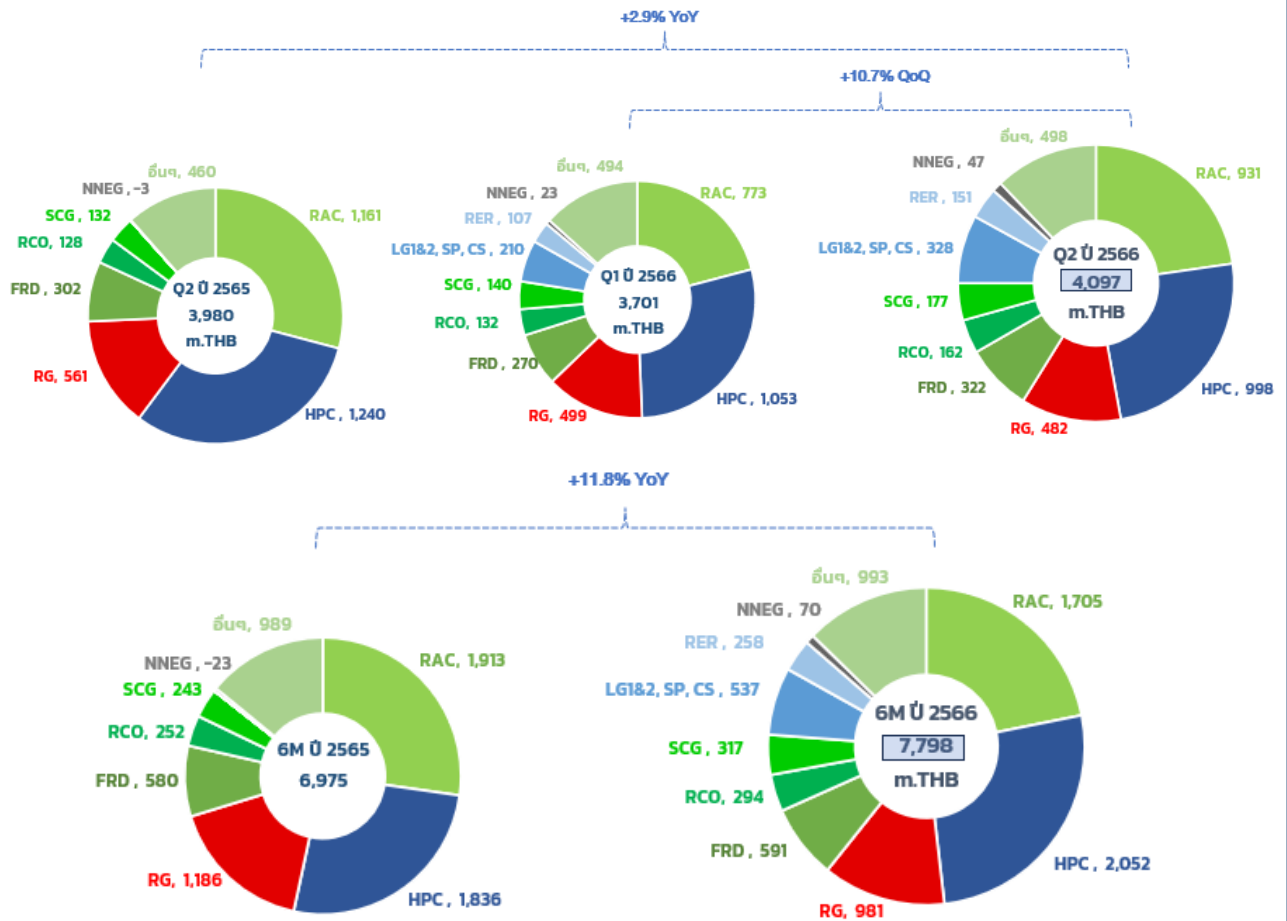 +2.9% YoY
+10.7% QoQ
อื่นๆ, 460
NNEG , -3
SCG , 132
RCO, 128
FRD , 302
RG, 561
RAC, 1,161
HPC , 1,240
Q2 ปี 2565
3,980
m.THB
อื่นๆ, 494
NNEG , 23
RER , 107
LG1&2, SP, CS , 210
SCG , 140
RCO, 132
FRD , 270
RG, 499
RAC, 773
HPC , 1,053
Q1 ปี 2566
3,701
m.THB
อื่นๆ, 498
NNEG , 47
RER , 151
LG1&2, SP, CS , 328
SCG , 177
RCO, 162
FRD , 322
RG, 482
RAC, 931
HPC , 998
Q2 ปี 2566
4,097
m.THB
+11.8% YoY
อื่นๆ, 989
NNEG , -23
SCG , 243
RCO, 252
FRD , 580
RG, 1,186
RAC, 1,913
HPC , 1,836
6M ปี 2565
6,975
อื่นๆ, 993
NNEG , 70
RER , 258
LG1&2, SP, CS , 537
SCG , 317
RCO, 294
FRD , 591
RG, 981
RAC, 1,705
HPC , 2,052
6M ปี 2566
7,798
m.THB